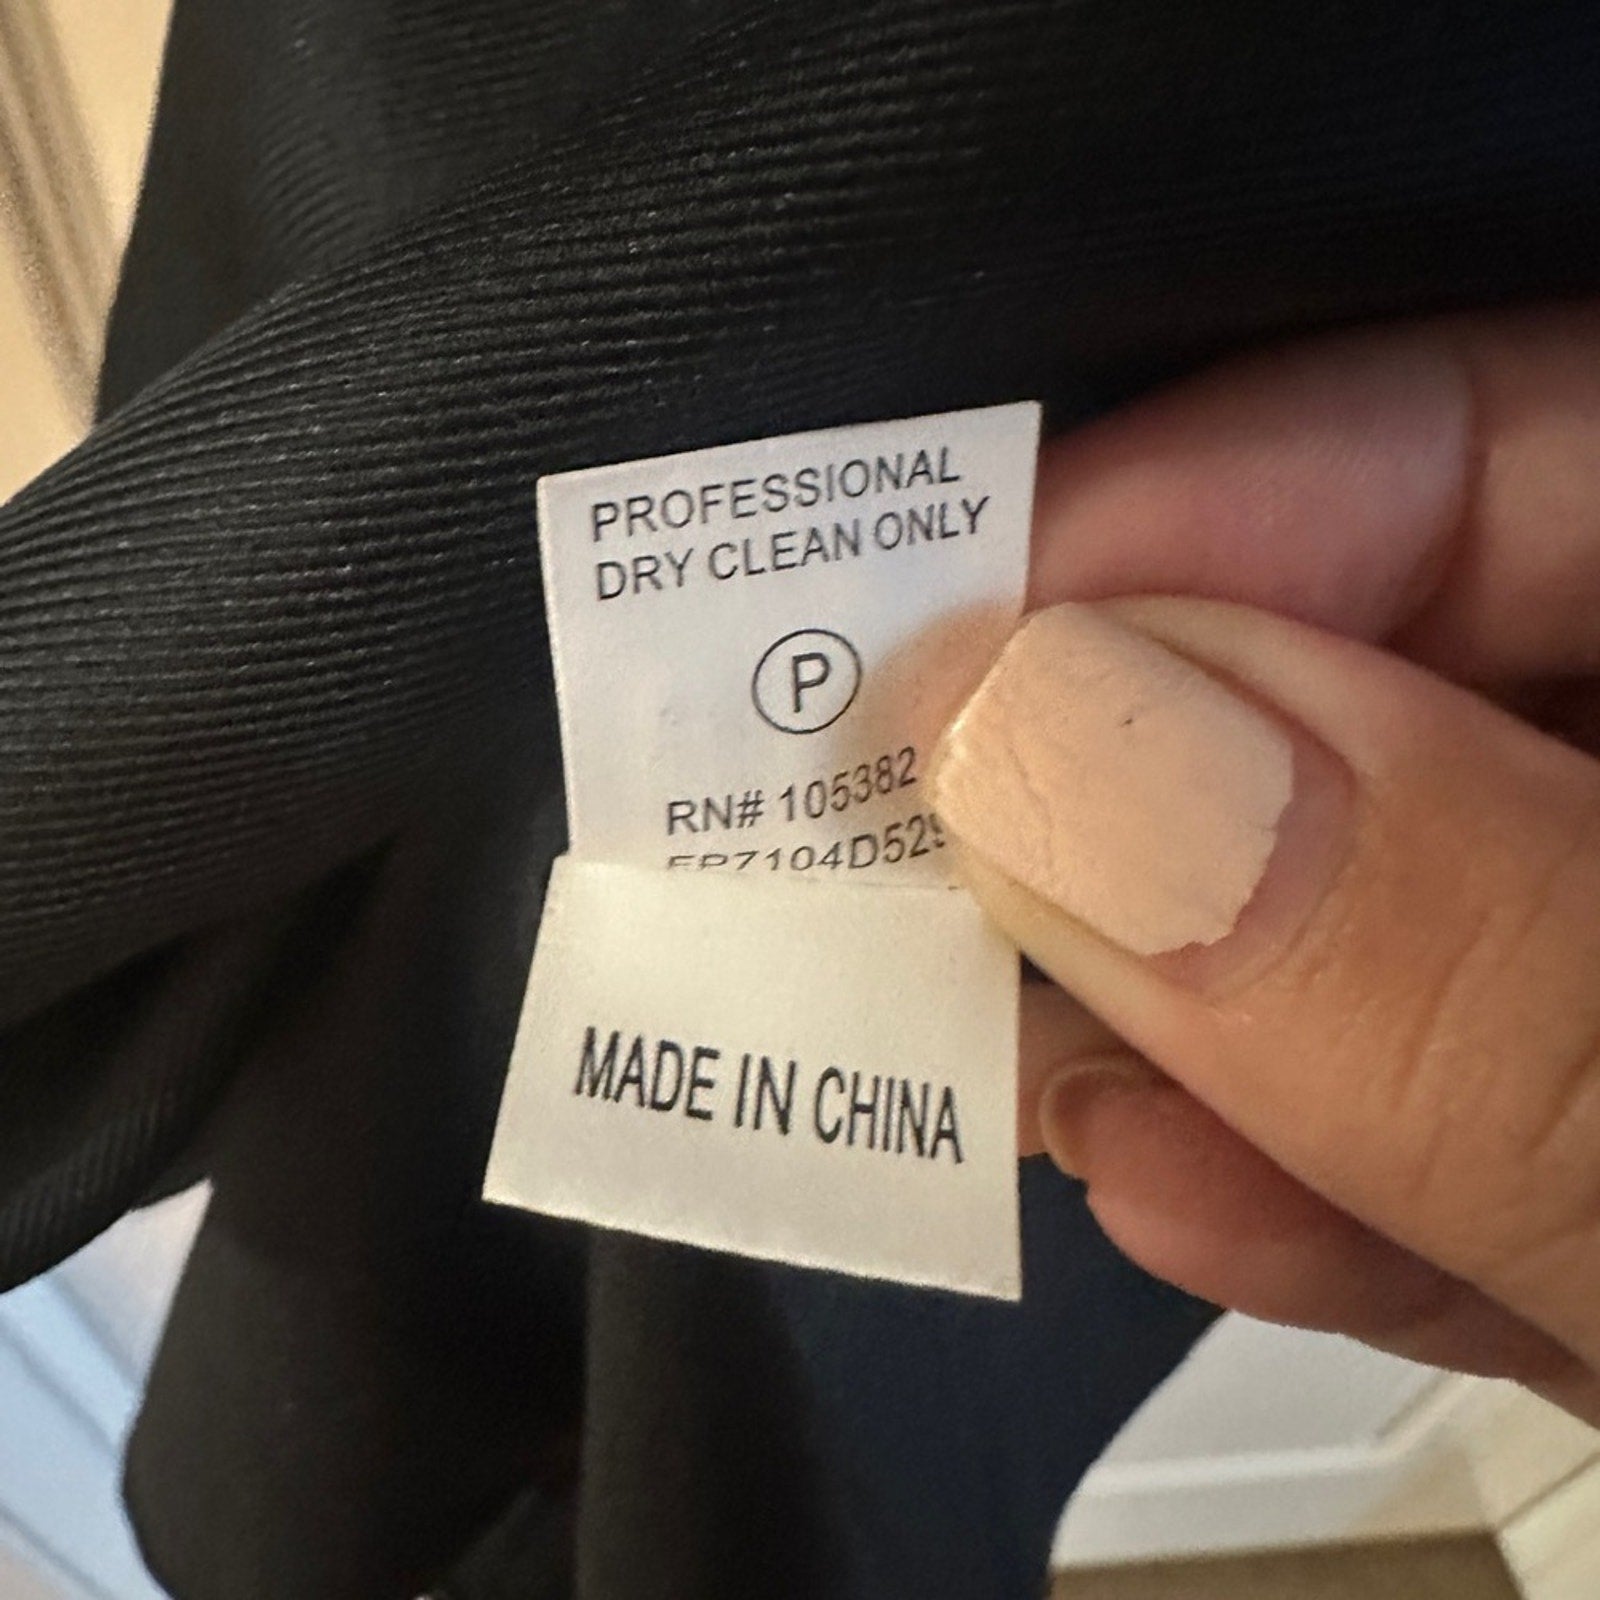 PROFESSIONAL
DRY CLEAN ONLY
P
RN# 105382
MADE IN CHINA